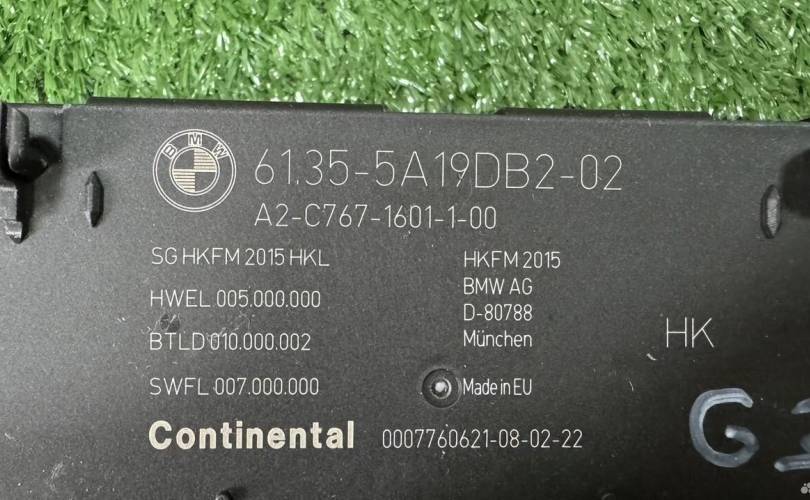 BMW
61.35-5A19DB2-02
A2-C767-1601-1-00
SG HKFM 2015 HKL
HWEL 005.000.000
BTLD 010.000.002
SWFL 007.000.000
HKFM 2015
BMW AG
D-80788
München
Made in EU
HK
Continental 0007760621-08-02-22